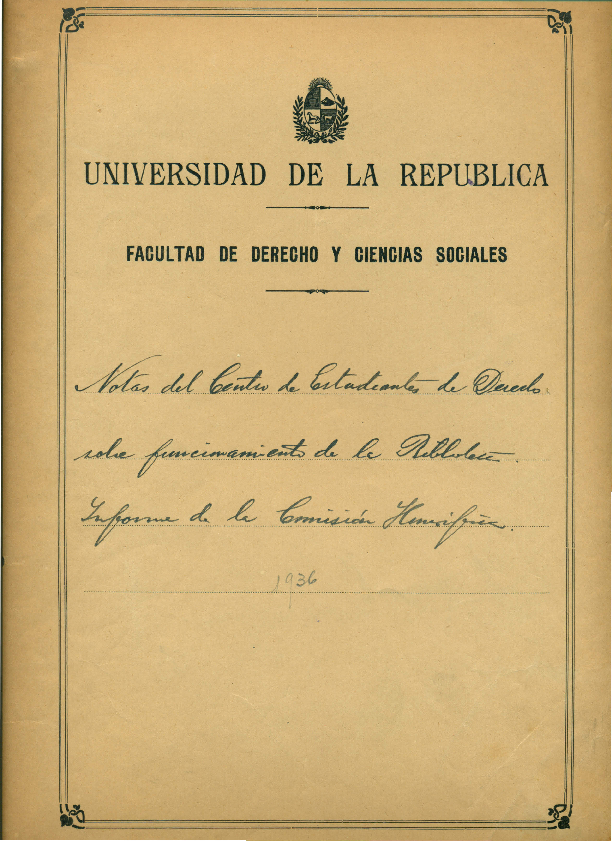 UNIVERSIDAD DE LA REPUBLICA
FACULTAD DE DERECHO Y CIENCIAS SOCIALES
Notas del Centro de Estudiantes de Derecho
sobre funcionamiento de la Biblioteca.
Informe de la Comisión Honorífica.
1936